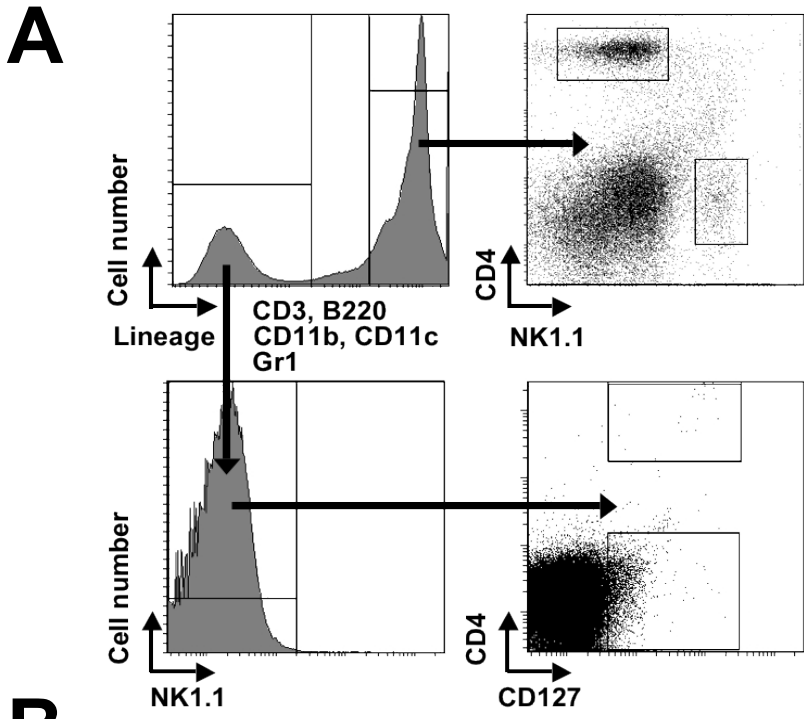 A
Cell number
CD4
Lineage
CD3, B220
CD11b, CD11c
Gr1
NK1.1
Cell number
CD4
NK1.1
CD127
B